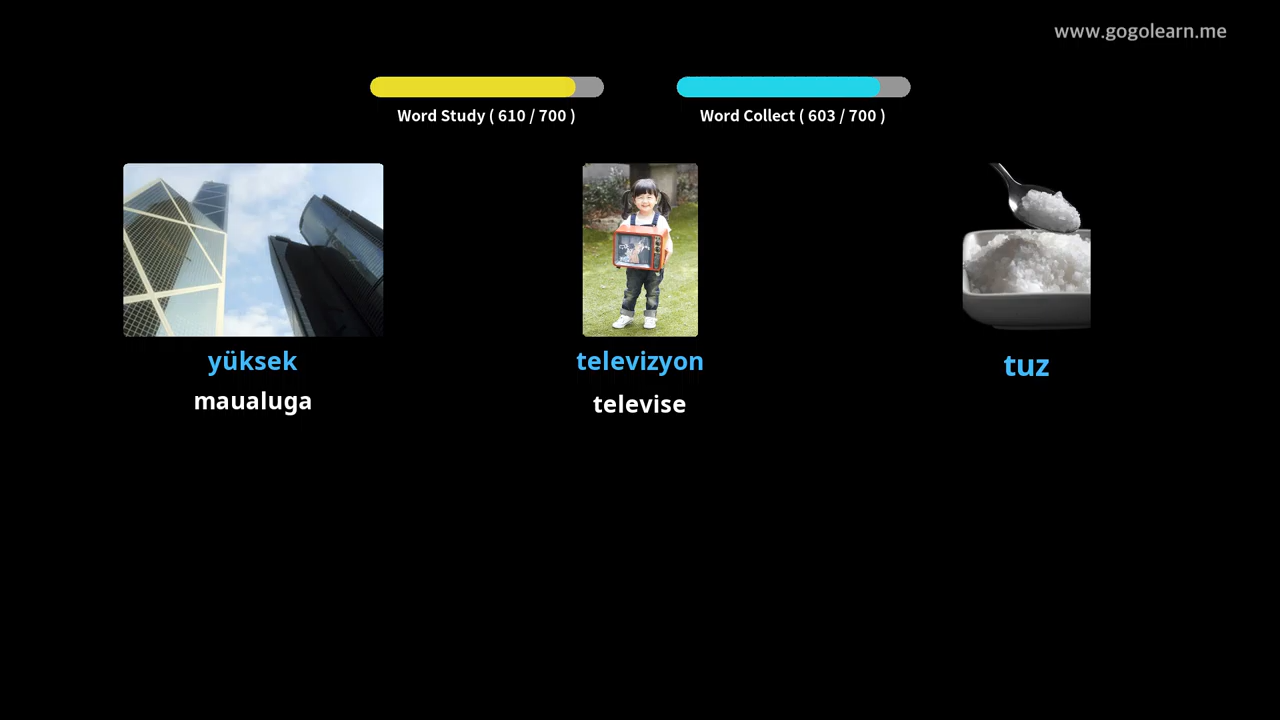 www.gogolearn.me
Word Study ( 610 / 700 )
Word Collect ( 603 / 700 )
yüksek
maualuga
televizyon
televise
tuz